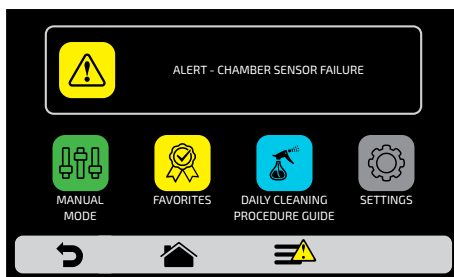 ALERT - CHAMBER SENSOR FAILURE
MANUAL
MODE
FAVORITES
DAILY CLEANING
PROCEDURE GUIDE
SETTINGS